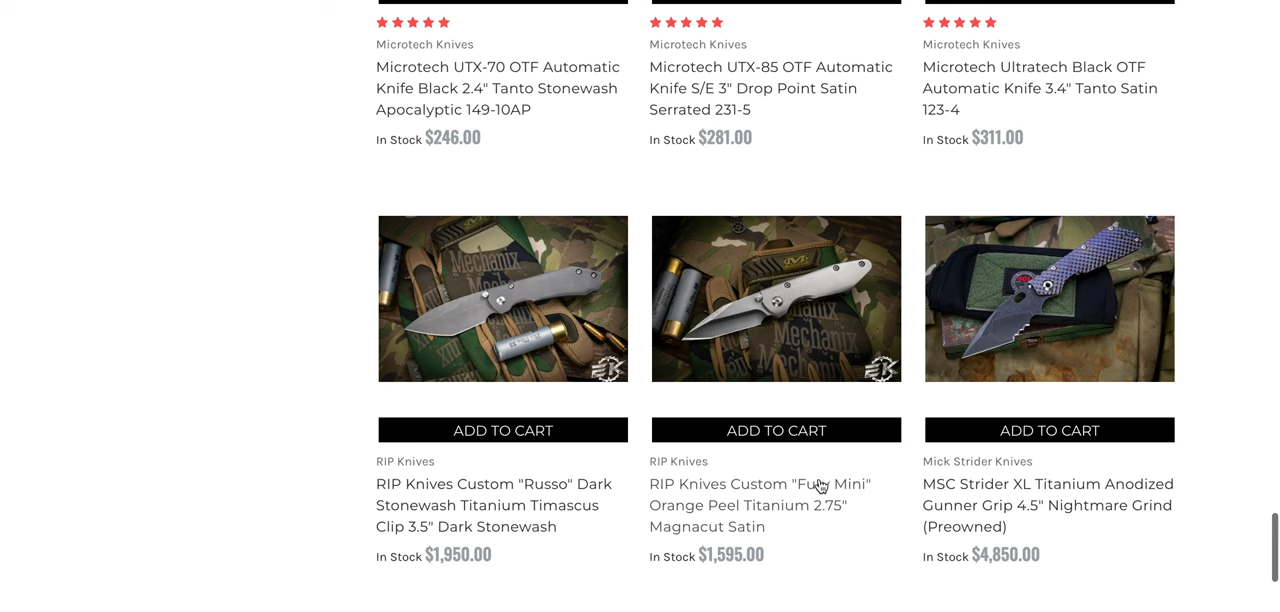 Microtech Knives
Microtech UTX-70 OTF Automatic
Knife Black 2.4" Tanto Stonewash
Apocalyptic 149-10AP
In Stock $246.00
Microtech Knives
Microtech UTX-85 OTF Automatic
Knife S/E 3" Drop Point Satin
Serrated 231-5
In Stock $281.00
Microtech Knives
Microtech Ultratech Black OTF
Automatic Knife 3.4" Tanto Satin
123-4
In Stock $311.00
Mechanix
EK
Mechanix
EK
ADD TO CART
RIP Knives
RIP Knives Custom "Russo" Dark
Stonewash Titanium Timascus
Clip 3.5" Dark Stonewash
In Stock $1,950.00
ADD TO CART
RIP Knives
RIP Knives Custom Mini"
Orange Peel Titanium 2.75"
Magnacut Satin
In Stock $1,595.00
ADD TO CART
Mick Strider Knives
MSC Strider XL Titanium Anodized
Gunner Grip 4.5" Nightmare Grind
(Preowned)
In Stock $4,850.00